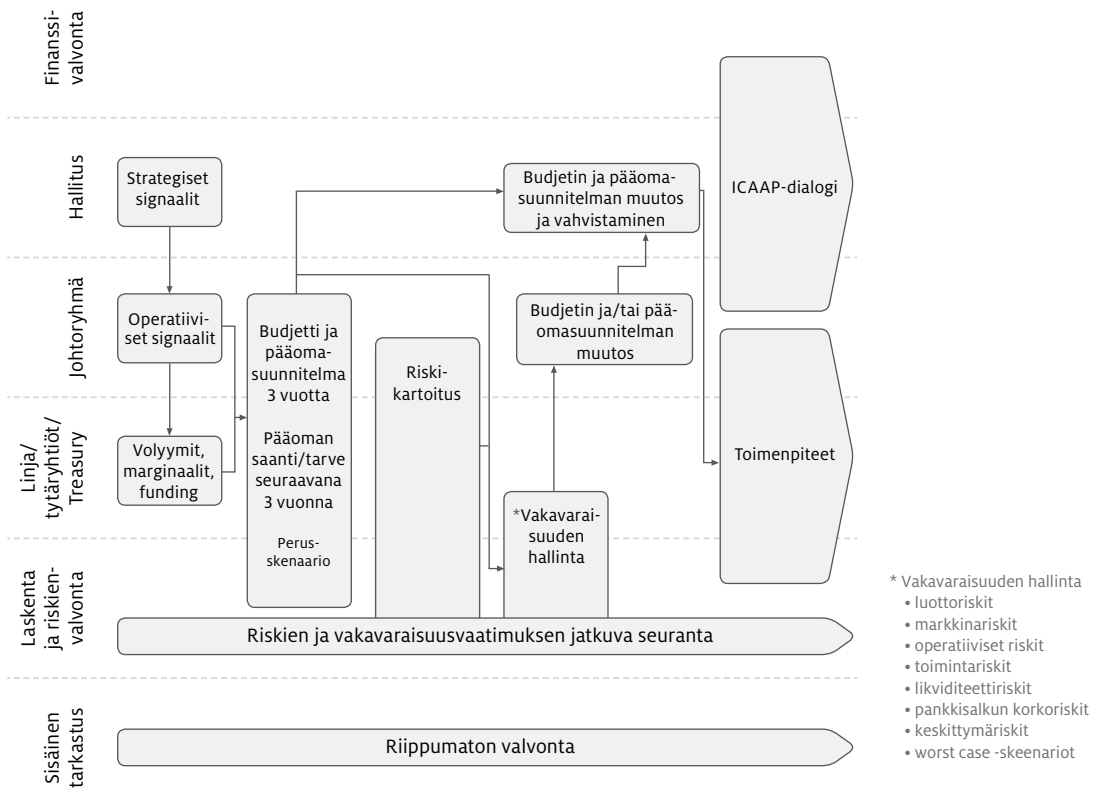 Finanssi-
valvonta
Hallitus
Johtoryhmä
Linja/
tytäryhtiöt/
Treasury
Laskenta
ja riskien-
valvonta
Sisäinen
tarkastus
Strategiset
signaalit
Operatiivi-
set signaalit
Volyymit,
marginaalit,
funding
Budjetti ja
pääoma-
suunnitelma
3 vuotta
Pääoman
saanti/tarve
seuraavana
3 vuonna
Perus-
skenaario
Riski-
kartoitus
*Vakavarai-
suuden
hallinta
Budjetin ja pääoma-
suunnitelman muutos
ja vahvistaminen
Budjetin ja/tai pää-
omasuunnitelman
muutos
ICAAP-dialogi
Toimenpiteet
Riskien ja vakavaraisuusvaatimuksen jatkuva seuranta
Riippumaton valvonta
* Vakavaraisuuden hallinta
• luottoriskit
• markkinariskit
• operatiiviset riskit
• toimintariskit
• likviditeettiriskit
• pankkisalkun korkoriskit
• keskittymäriskit
• worst case -skeenariot